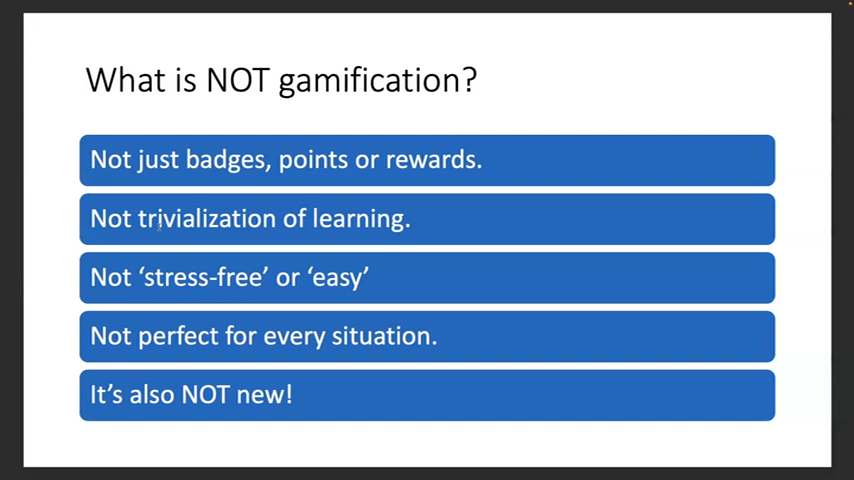 What is NOT gamification?
Not just badges, points or rewards.
Not trivialization of learning.
Not ‘stress-free’ or ‘easy’
Not perfect for every situation.
It’s also NOT new!